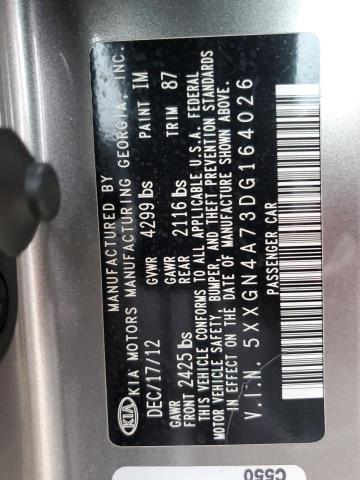 MANUFACTURED BY
KIA KIA MOTORS MANUFACTURING GEORGIA, INC.
DEC/17/12 GVWR 4299 lbs PAINT IM
GAWR FRONT 2425 lbs GAWR REAR 2116 lbs TRIM 87
THIS VEHICLE CONFORMS TO ALL APPLICABLE U.S.A. FEDERAL
MOTOR VEHICLE SAFETY, BUMPER, AND THEFT PREVENTION STANDARDS
IN EFFECT ON THE DATE OF MANUFACTURE SHOWN ABOVE.
V.I.N. 5XXGN4A73DG164026
PASSENGER CAR
C550